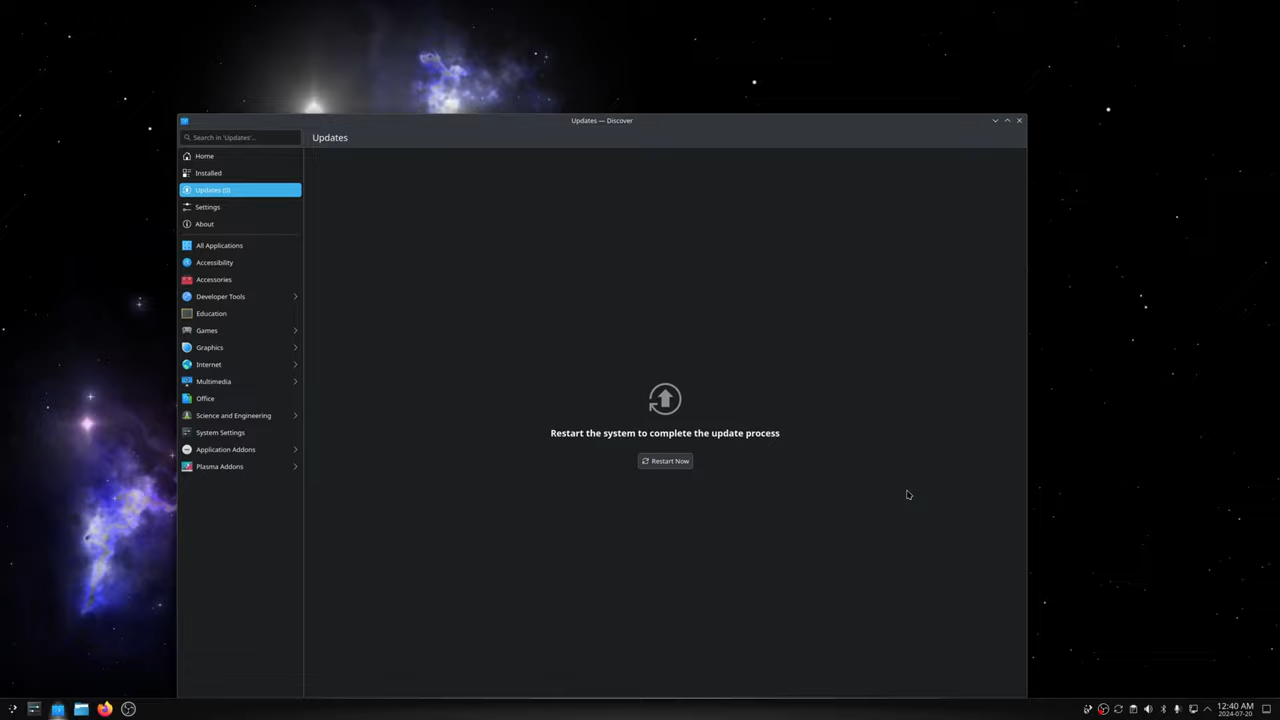 Updates — Discover
Search in 'Updates'...
Updates
Home
Installed
Updates (0)
Settings
About
All Applications
Accessibility
Accessories
Developer Tools
Education
Games
Graphics
Internet
Multimedia
Office
Science and Engineering
System Settings
Application Addons
Plasma Addons
Restart the system to complete the update process
Restart Now
12:40 AM
2024-07-20